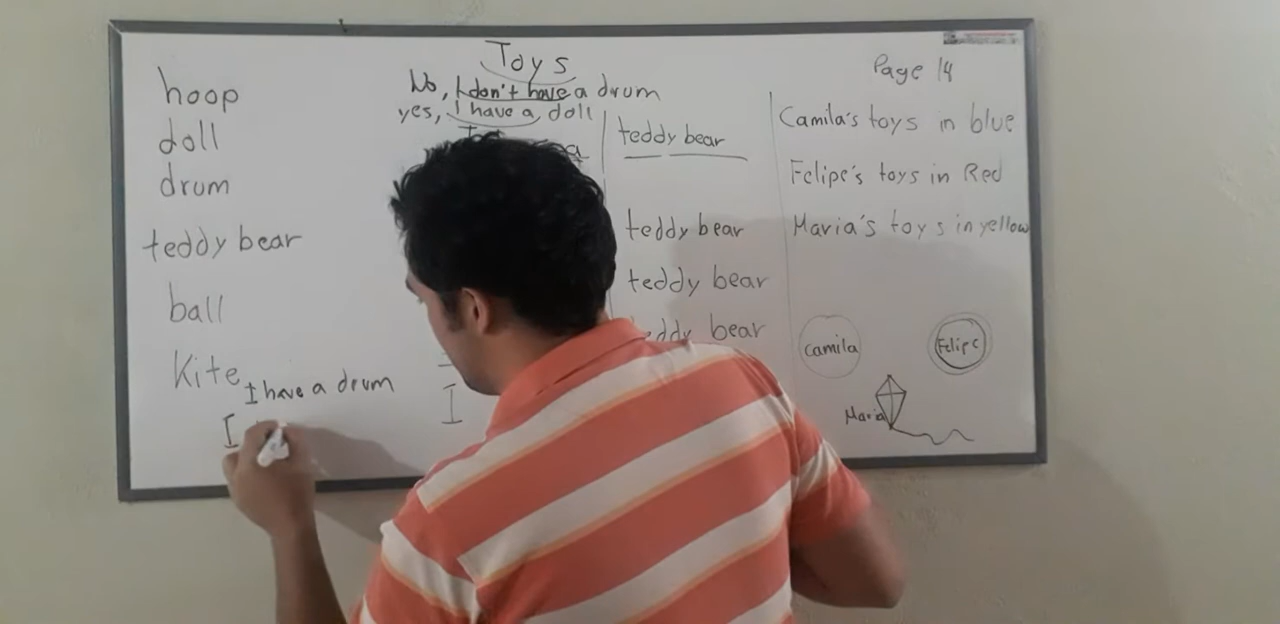 Toys
No, I don't have a drum
yes, I have a doll
hoop
doll
drum
teddy bear
ball
Kite
I have a drum
I
a
I
teddy bear
teddy bear
teddy bear
teddy bear
Page 14
Camila's toys in blue
Felipe's toys in Red
Maria's toys in yellow
Camila
Felipe
Maria